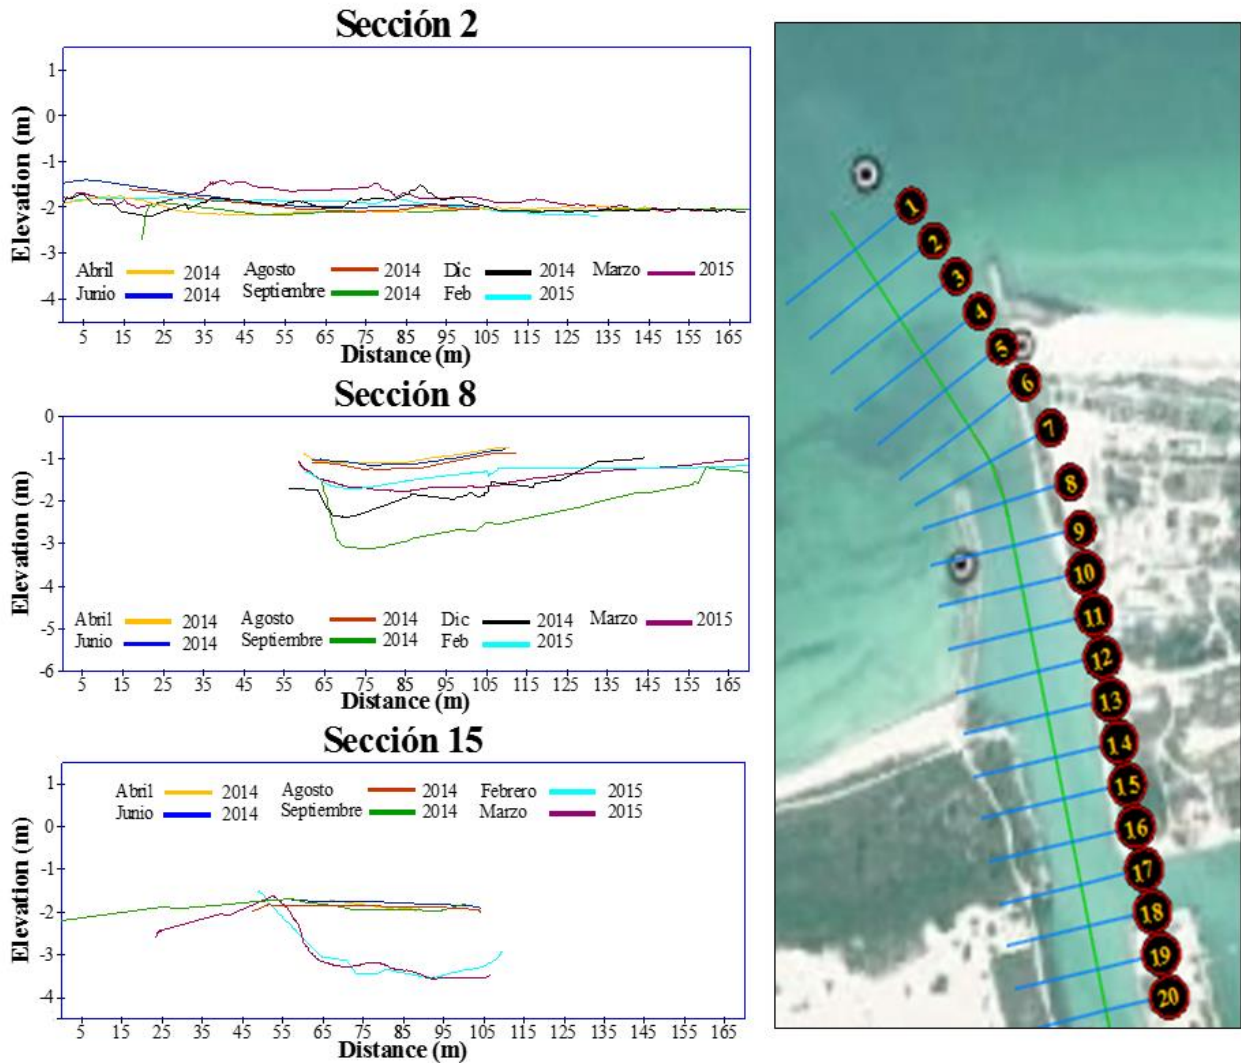 Sección 2
Elevation (m)
1
0
-1
-2
-3
-4
Abril 2014 Agosto 2014 Dic 2014 Marzo 2015
Junio 2014 Septiembre 2014 Feb 2015
5 15 25 35 45 55 65 75 85 95 105 115 125 135 145 155 165
Distance (m)
Sección 8
Elevation (m)
0
-1
-2
-3
-4
-5
-6
Abril 2014 Agosto 2014 Dic 2014 Marzo 2015
Junio 2014 Septiembre 2014 Feb 2015
5 15 25 35 45 55 65 75 85 95 105 115 125 135 145 155 165
Distance (m)
Sección 15
Elevation (m)
1
0
-1
-2
-3
-4
Abril 2014 Agosto 2014 Febrero 2015
Junio 2014 Septiembre 2014 Marzo 2015
5 15 25 35 45 55 65 75 85 95 105 115 125 135 145 155 165
Distance (m)
1
2
3
4
5
6
7
8
9
10
11
12
13
14
15
16
17
18
19
20